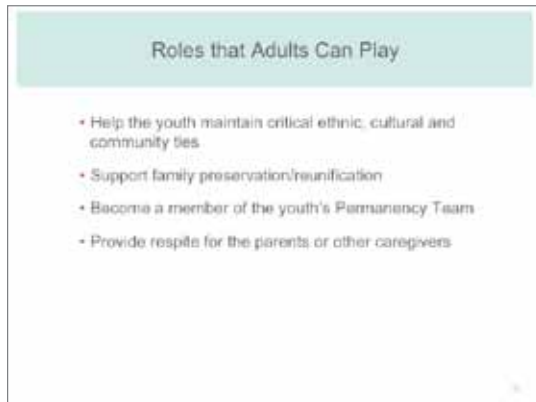 Roles that Adults Can Play
• Help the youth maintain critical ethnic, cultural and
community ties
• Support family preservation/reunification
• Become a member of the youth's Permanency Team
• Provide respite for the parents or other caregivers